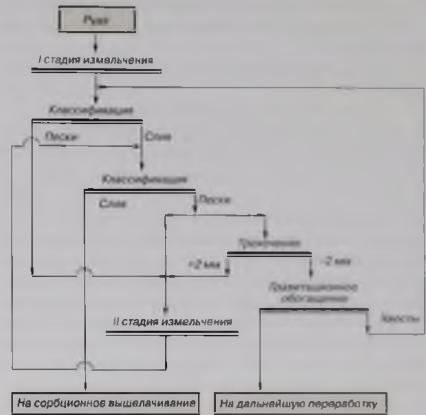 Руда
I стадия измельчения
Классификация
Пески
Слив
Классификация
Слив
Пески
Грохочение
+2 мм
−2 мм
Гравитационное
обогащение
Хвосты
II стадия измельчения
На сорбционное выщелачивание
На дальнейшую переработку